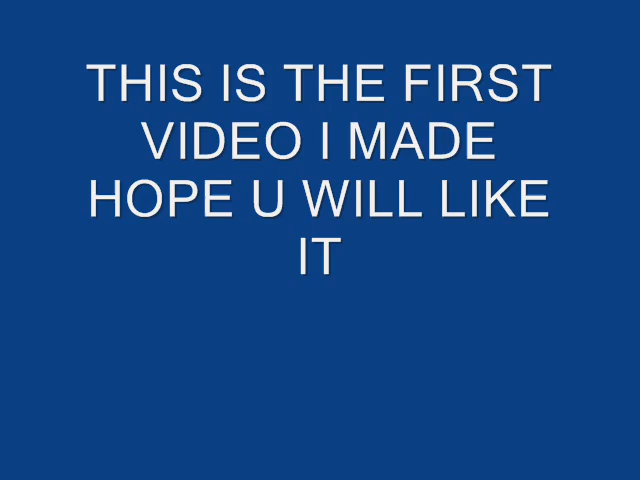 THIS IS THE FIRST
VIDEO I MADE
HOPE U WILL LIKE
IT